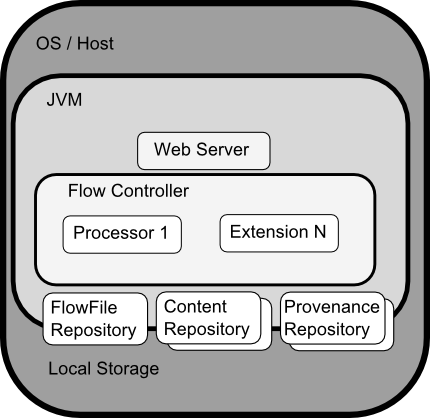 OS / Host
JVM
Web Server
Flow Controller
Processor 1
Extension N
FlowFile
Repository
Content
Repository
Provenance
Repository
Local Storage